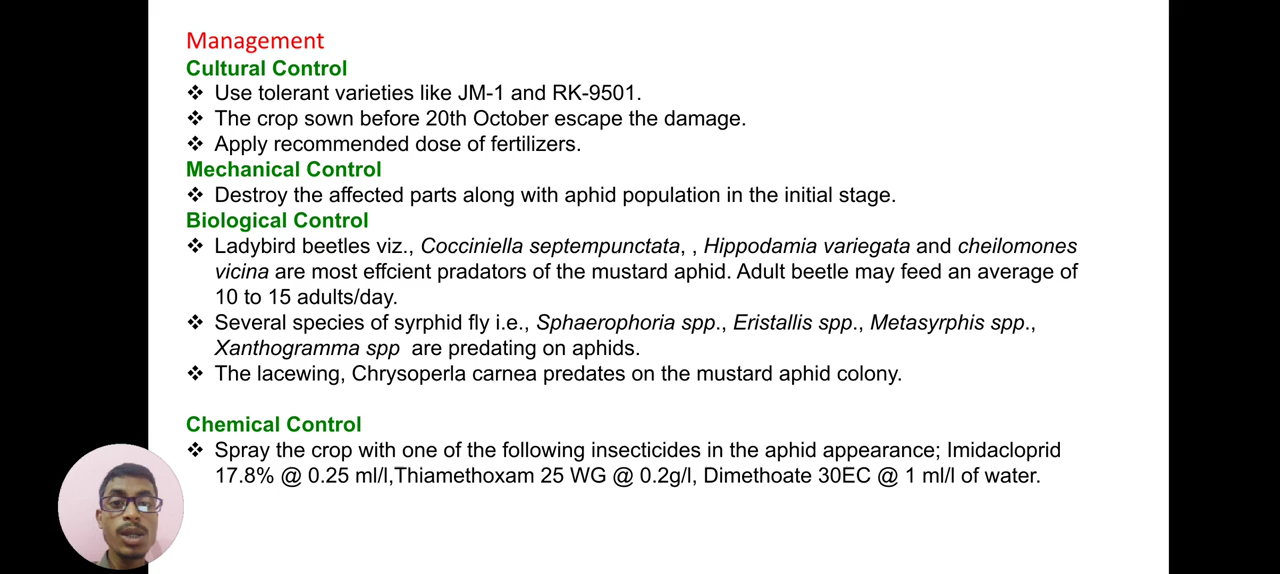 Management
Cultural Control
❖ Use tolerant varieties like JM-1 and RK-9501.
❖ The crop sown before 20th October escape the damage.
❖ Apply recommended dose of fertilizers.
Mechanical Control
❖ Destroy the affected parts along with aphid population in the initial stage.
Biological Control
❖ Ladybird beetles viz., Cocciniella septempunctata, , Hippodamia variegata and cheilomones
vicina are most effcient pradators of the mustard aphid. Adult beetle may feed an average of
10 to 15 adults/day.
❖ Several species of syrphid fly i.e., Sphaerophoria spp., Eristallis spp., Metasyrphis spp.,
Xanthogramma spp are predating on aphids.
❖ The lacewing, Chrysoperla carnea predates on the mustard aphid colony.
Chemical Control
❖ Spray the crop with one of the following insecticides in the aphid appearance; Imidacloprid
17.8% @ 0.25 ml/l,Thiamethoxam 25 WG @ 0.2g/l, Dimethoate 30EC @ 1 ml/l of water.